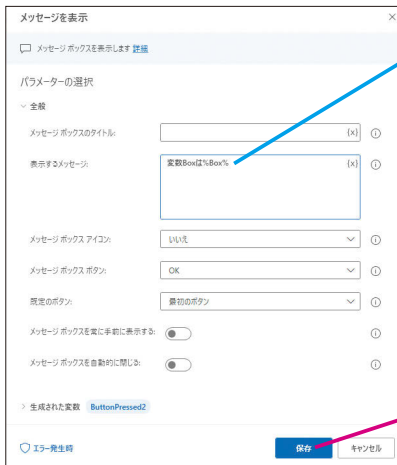 メッセージを表示
メッセージ ボックスを表示します 詳細
パラメーターの選択
全般
メッセージ ボックスのタイトル: {x}
表示するメッセージ: 変数Boxは%Box% {x}
メッセージ ボックス アイコン: いいえ
メッセージ ボックス ボタン: OK
既定のボタン: 最初のボタン
メッセージ ボックスを常に手前に表示する:
メッセージ ボックスを自動的に閉じる:
生成された変数 ButtonPressed2
エラー発生時 保存 キャンセル